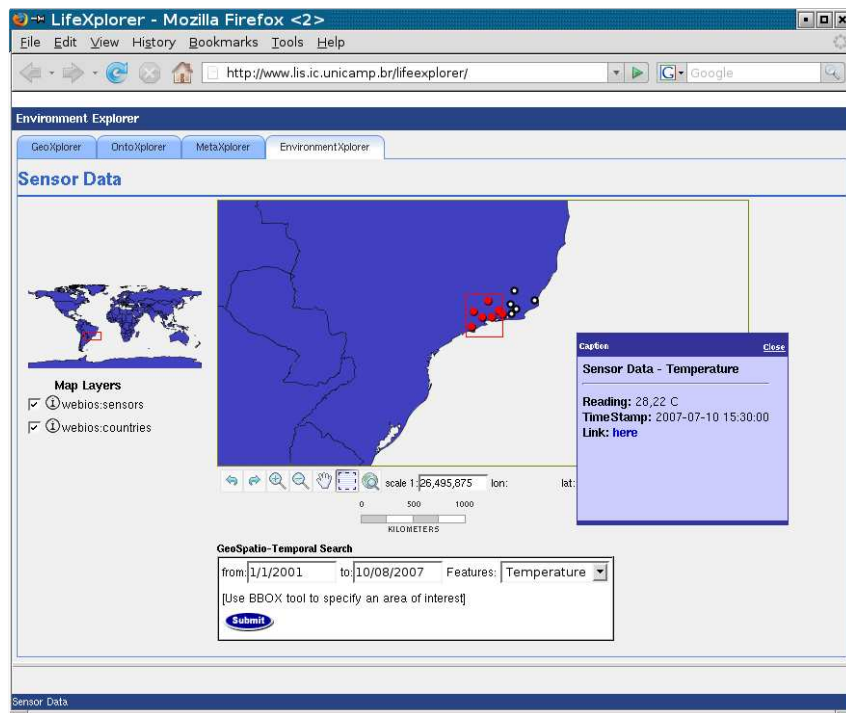 LifeXplorer - Mozilla Firefox <2>
File Edit View History Bookmarks Tools Help
http://www.lis.ic.unicamp.br/lifeexplorer/
G Google
Environment Explorer
GeoXplorer OntoXplorer MetaXplorer EnvironmentXplorer
Sensor Data
Map Layers
webios:sensors
webios:countries
Caption Close
Sensor Data - Temperature
Reading: 28,22 C
TimeStamp: 2007-07-10 15:30:00
Link: here
scale 1:26,495,875 lon: lat:
0 500 1000
KILOMETERS
GeoSpatio-Temporal Search
from:1/1/2001 to:10/08/2007 Features: Temperature
[Use BBOX tool to specify an area of interest]
Submit
Sensor Data